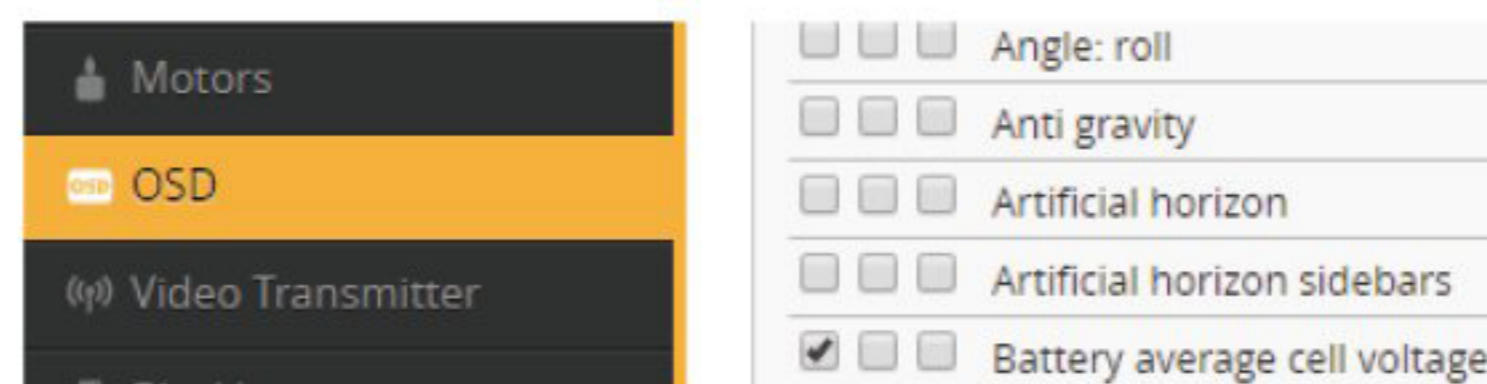 Motors
OSD OSD
Video Transmitter
Angle: roll
Anti gravity
Artificial horizon
Artificial horizon sidebars
Battery average cell voltage